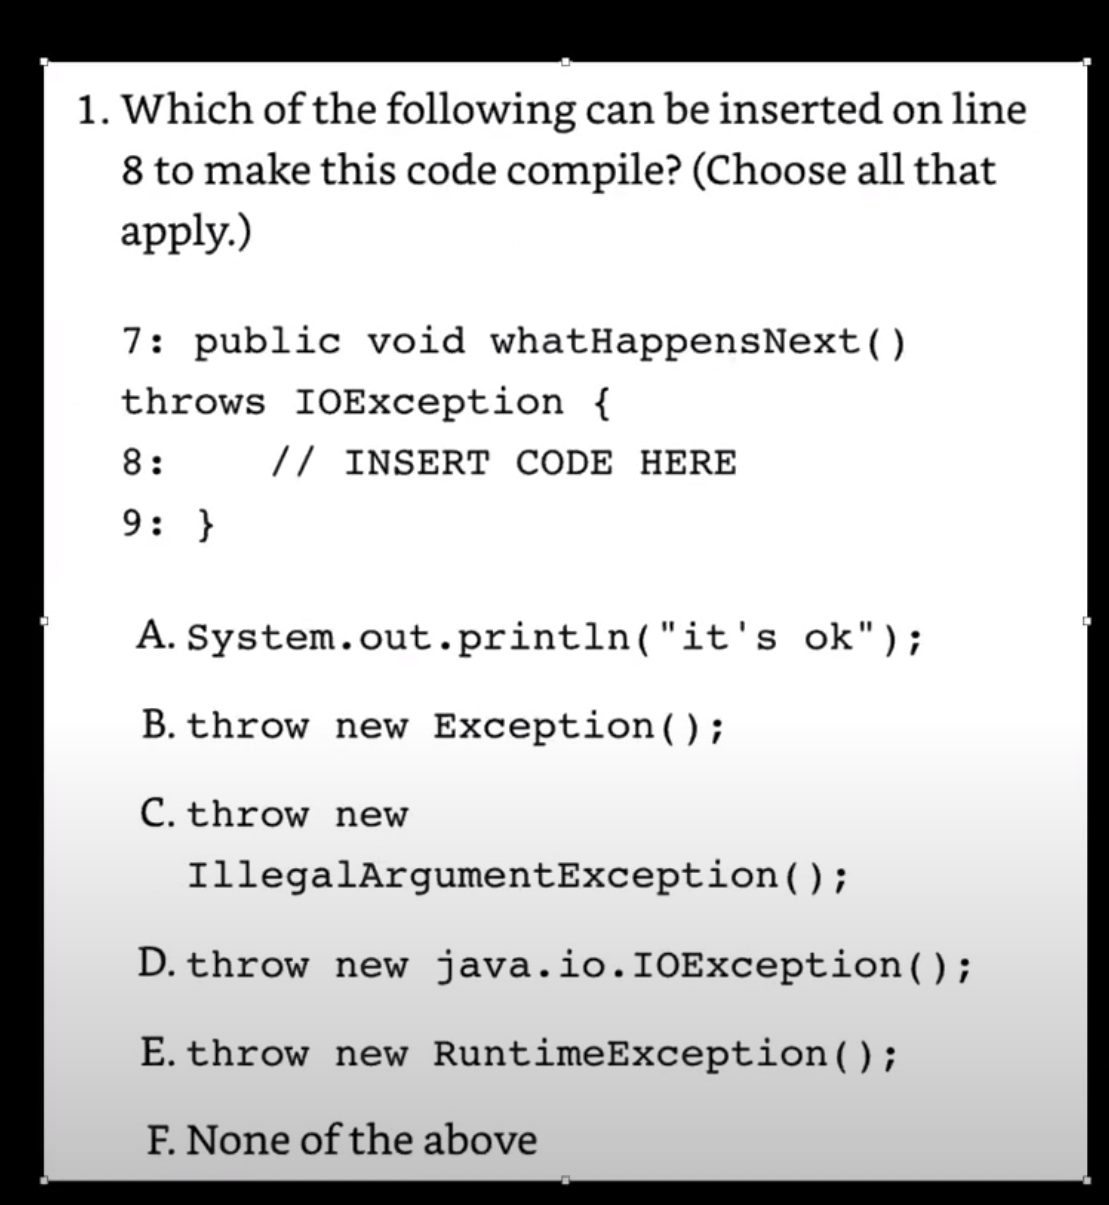 1. Which of the following can be inserted on line
8 to make this code compile? (Choose all that
apply.)
7: public void whatHappensNext()
throws IOException {
8:    // INSERT CODE HERE
9: }
A. System.out.println("it's ok");
B. throw new Exception();
C. throw new
IllegalArgumentException();
D. throw new java.io.IOException();
E. throw new RuntimeException();
F. None of the above